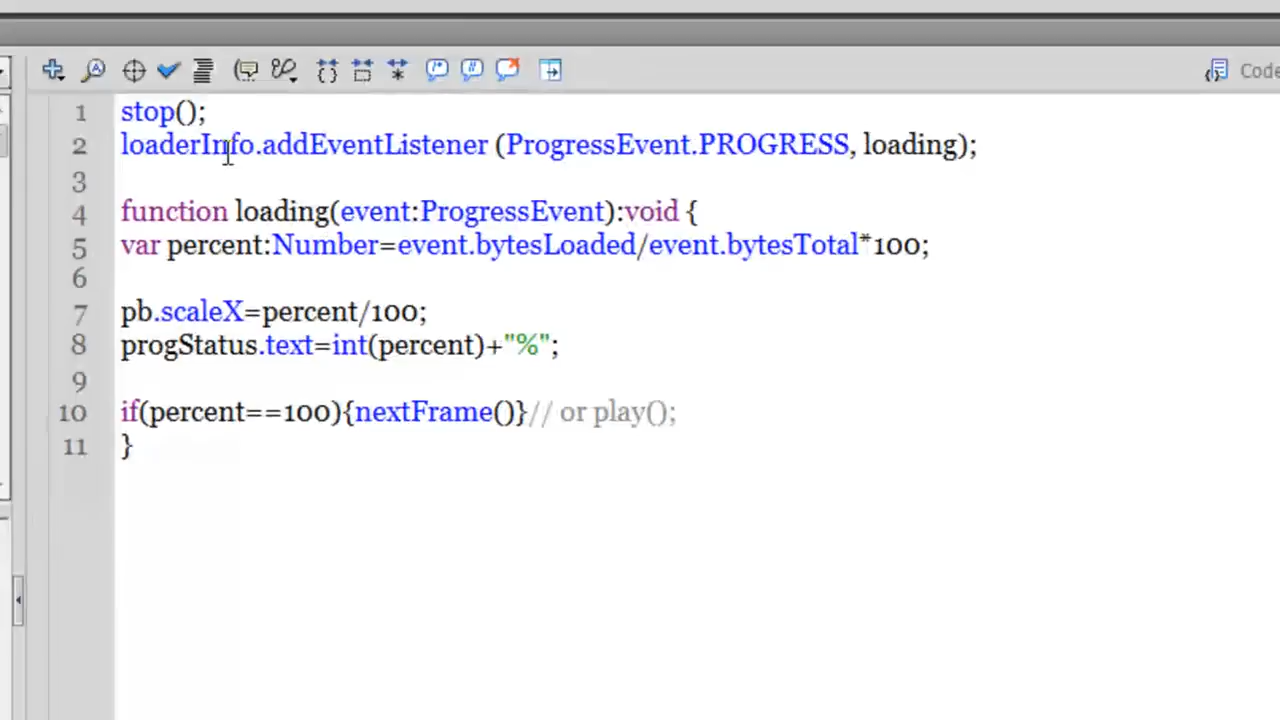 Code
1 stop();
2 loaderInfo.addEventListener (ProgressEvent.PROGRESS, loading);
3
4 function loading(event:ProgressEvent):void {
5 var percent:Number=event.bytesLoaded/event.bytesTotal*100;
6
7 pb.scaleX=percent/100;
8 progStatus.text=int(percent)+"%";
9
10 if(percent==100){nextFrame()}// or play();
11 }